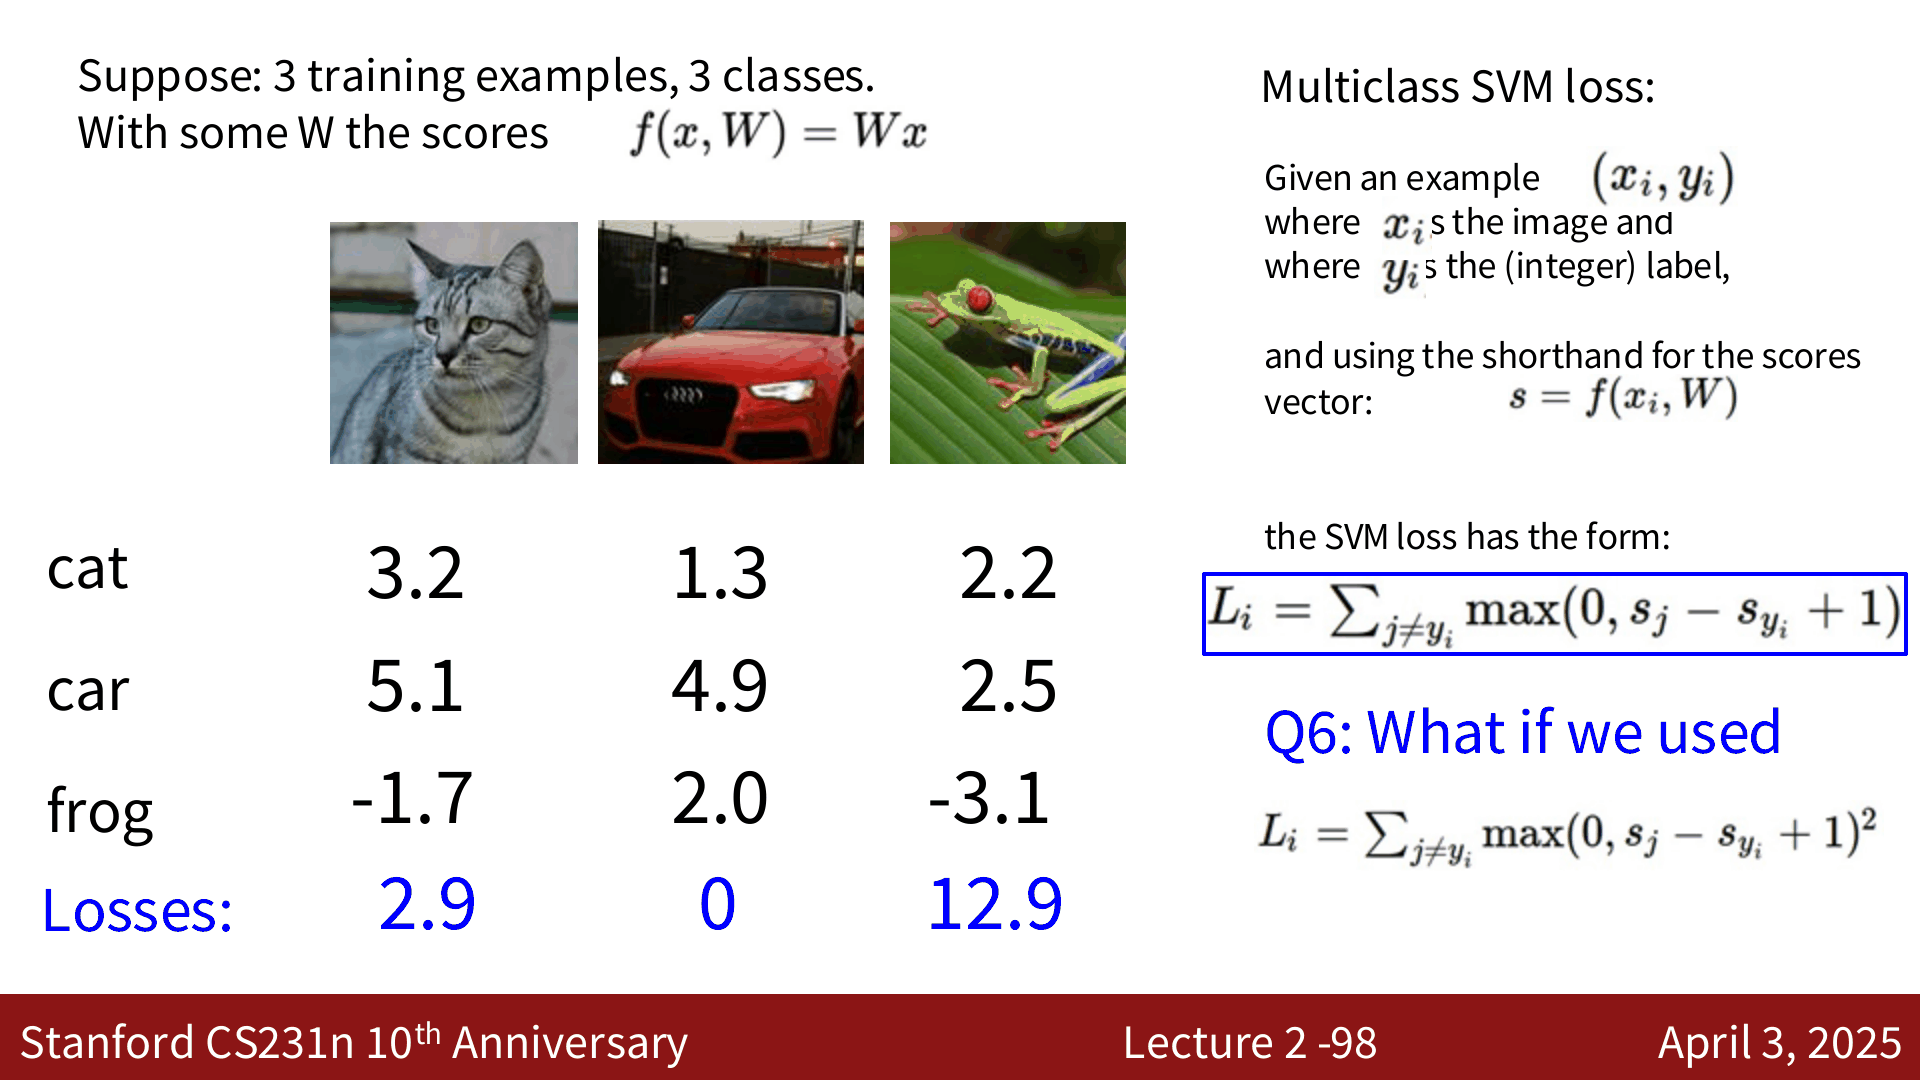 Suppose: 3 training examples, 3 classes.
With some W the scores f(x, W) = Wx
cat 3.2 1.3 2.2
car 5.1 4.9 2.5
frog -1.7 2.0 -3.1
Losses: 2.9 0 12.9
Multiclass SVM loss:
Given an example (x_i, y_i)
where x_i s the image and
where y_i s the (integer) label,
and using the shorthand for the scores
vector: s = f(x_i, W)
the SVM loss has the form:
L_i = ∑_{j≠y_i} max(0, s_j − s_{y_i} + 1)
Q6: What if we used
L_i = ∑_{j≠y_i} max(0, s_j − s_{y_i} + 1)^2
Stanford CS231n 10th Anniversary Lecture 2 -98 April 3, 2025